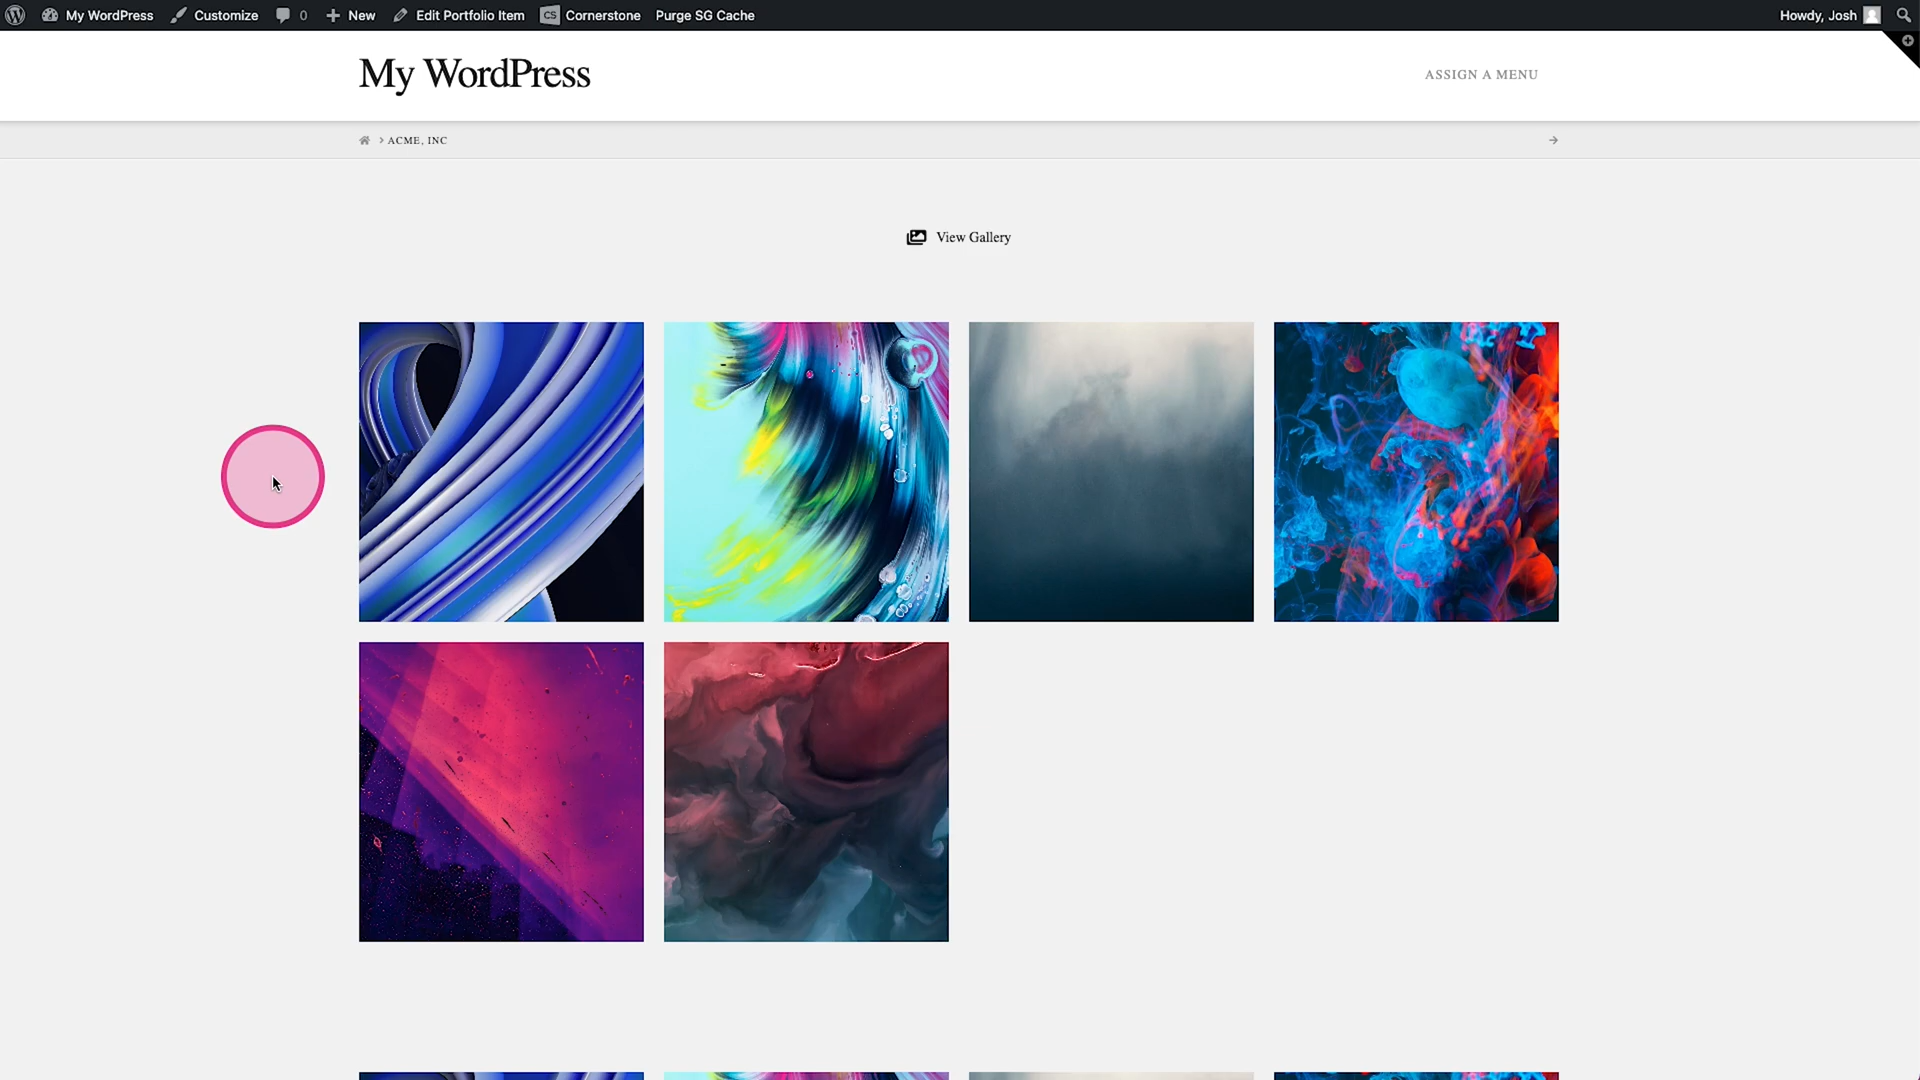 My WordPress Customize 0 New Edit Portfolio Item CS Cornerstone Purge SG Cache Howdy, Josh
My WordPress ASSIGN A MENU
ACME, INC
View Gallery